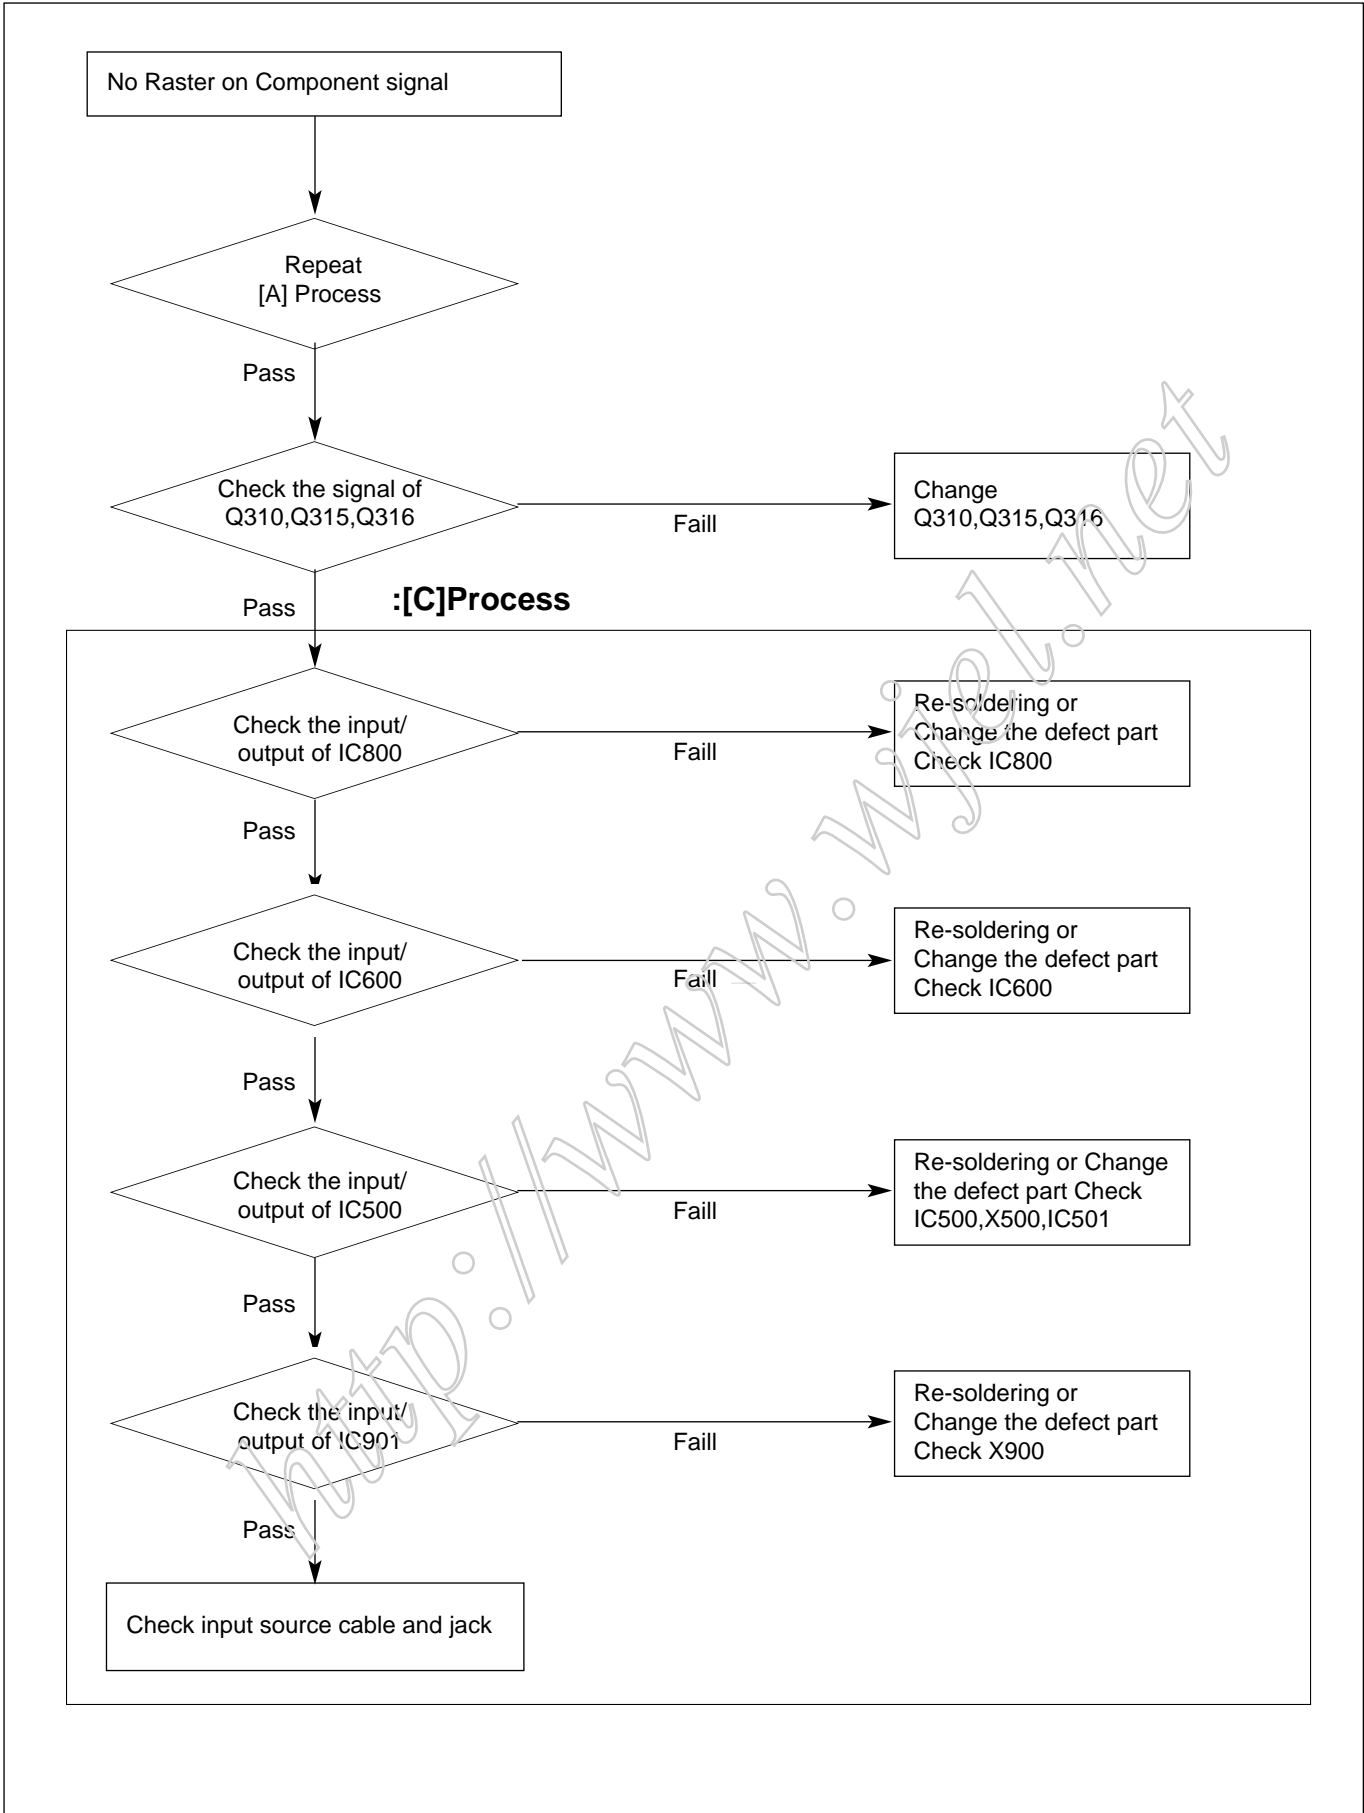 No Raster on Component signal
Repeat
[A] Process
Pass
Check the signal of
Q310,Q315,Q316
Faill
Change
Q310,Q315,Q316
Pass
:[C]Process
Check the input/
output of IC800
Faill
Re-soldering or
Change the defect part
Check IC800
Pass
Check the input/
output of IC600
Faill
Re-soldering or
Change the defect part
Check IC600
Pass
Check the input/
output of IC500
Faill
Re-soldering or Change
the defect part Check
IC500,X500,IC501
Pass
Check the input/
output of IC901
Faill
Re-soldering or
Change the defect part
Check X900
Pass
Check input source cable and jack
http://www.wjel.net